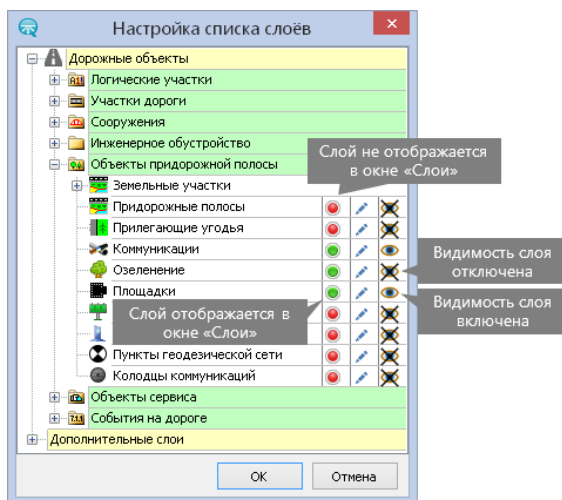 Настройка списка слоёв
Дорожные объекты
Логические участки
Участки дороги
Сооружения
Инженерное обустройство
Слой не отображается
в окне «Слои»
Объекты придорожной полосы
Земельные участки
Придорожные полосы
Прилегающие угодья
Коммуникации
Видимость слоя
отключена
Озеленение
Площадки
Видимость слоя
включена
Слой отображается в
окне «Слои»
Пункты геодезической сети
Колодцы коммуникаций
Объекты сервиса
События на дороге
Дополнительные слои
ОК
Отмена